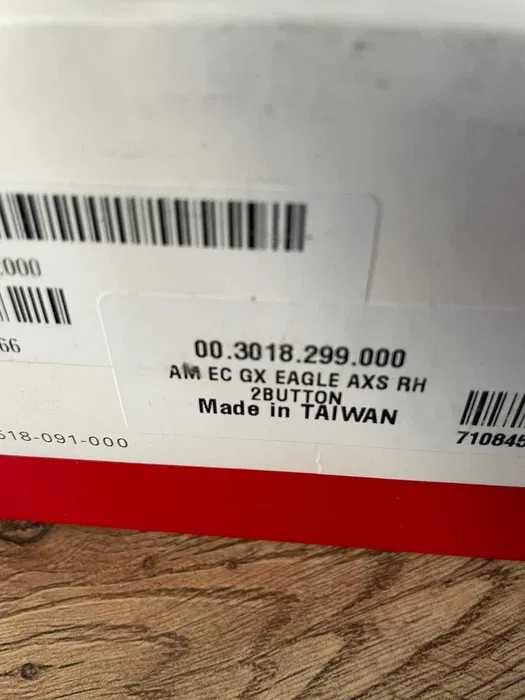 :000
66
00.3018.299.000
AM EC GX EAGLE AXS RH
2BUTTON
Made in TAIWAN
710845
518-091-000